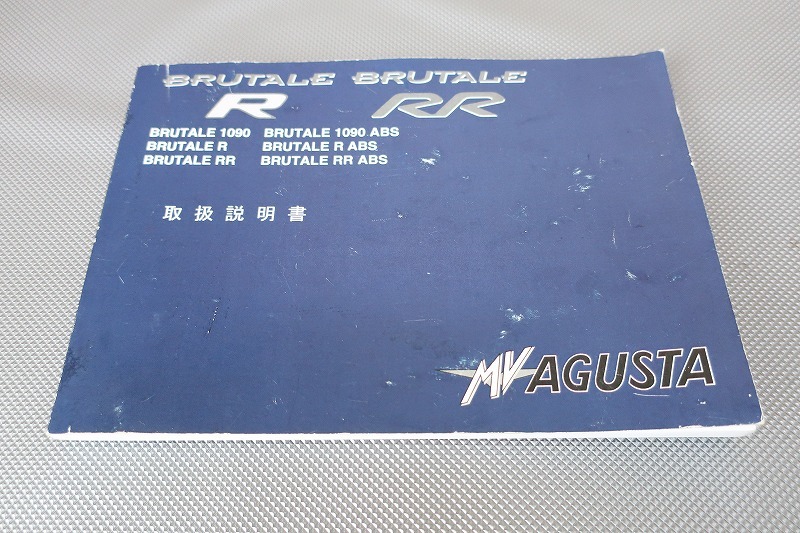 BRUTALE BRUTALE
R RR
BRUTALE 1090 BRUTALE 1090 ABS
BRUTALE R BRUTALE R ABS
BRUTALE RR BRUTALE RR ABS
取扱説明書
MV AGUSTA